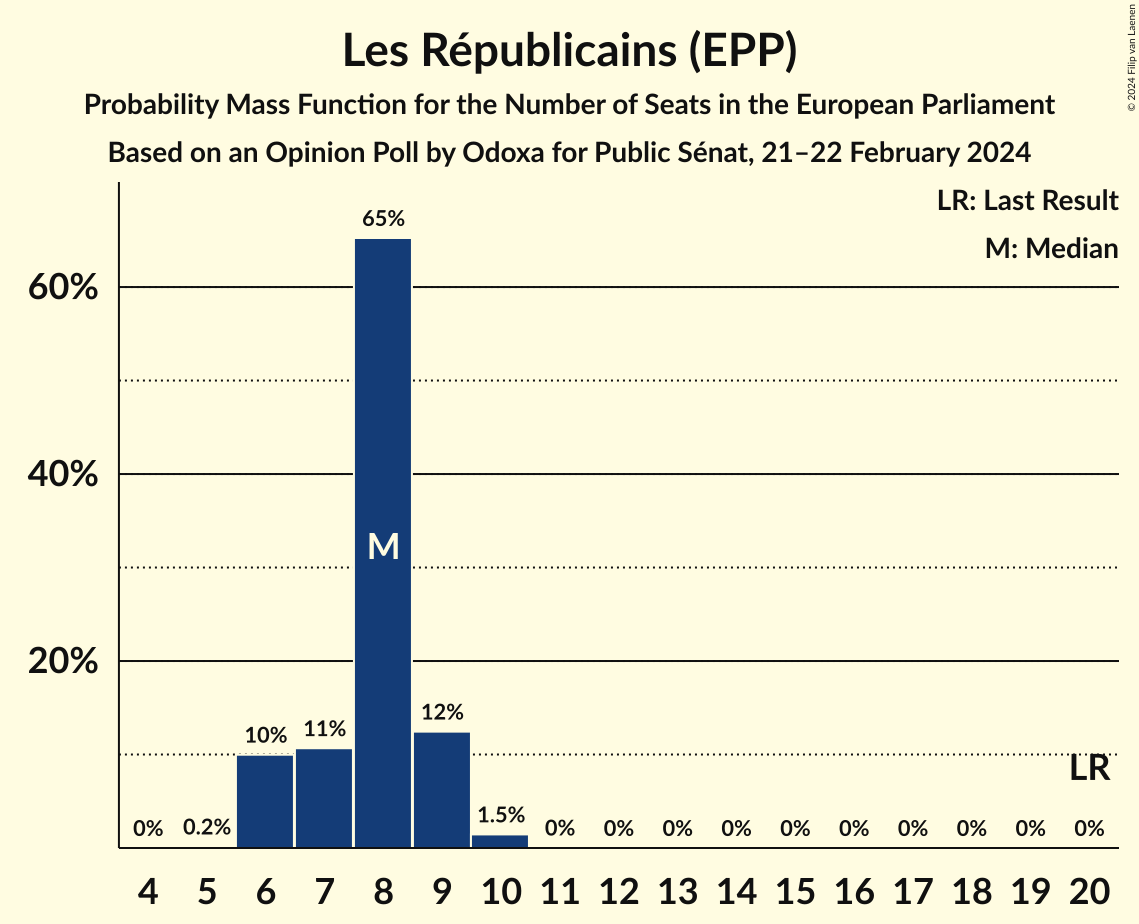 Les Républicains (EPP)
Probability Mass Function for the Number of Seats in the European Parliament
Based on an Opinion Poll by Odoxa for Public Sénat, 21–22 February 2024
© 2024 Filip van Laenen
LR: Last Result
M: Median
60%
40%
20%
0% 0.2% 10% 11% 65% 12% 1.5% 0% 0% 0% 0% 0% 0% 0% 0% 0% 0%
M
LR
4 5 6 7 8 9 10 11 12 13 14 15 16 17 18 19 20